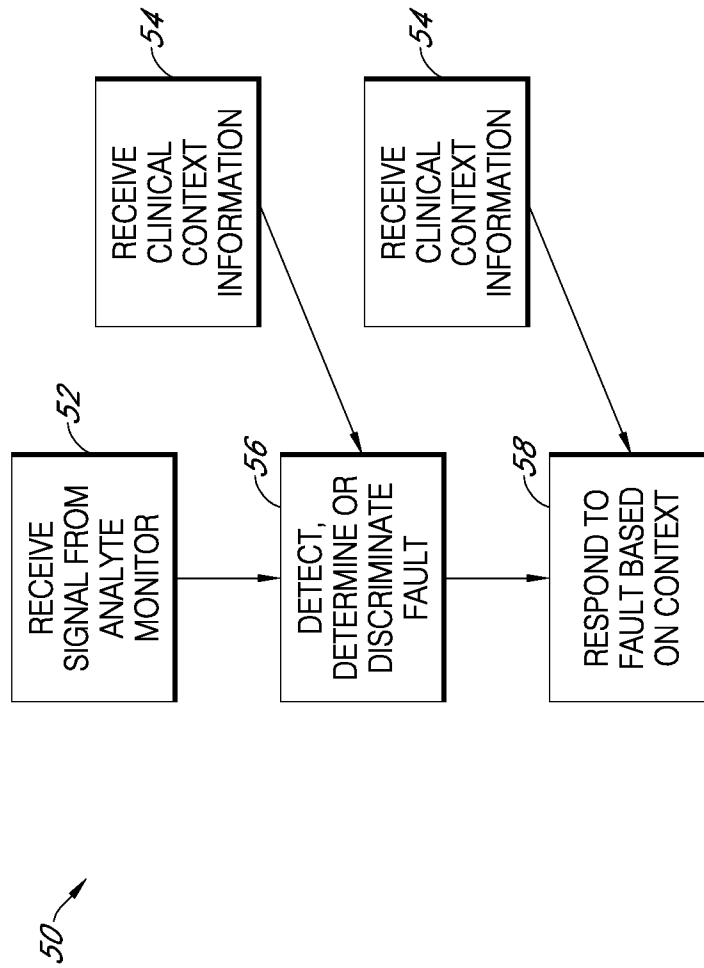 50
52
RECEIVE
SIGNAL FROM
ANALYTE
MONITOR
54
RECEIVE
CLINICAL
CONTEXT
INFORMATION
56
DETECT,
DETERMINE OR
DISCRIMINATE
FAULT
54
RECEIVE
CLINICAL
CONTEXT
INFORMATION
58
RESPOND TO
FAULT BASED
ON CONTEXT